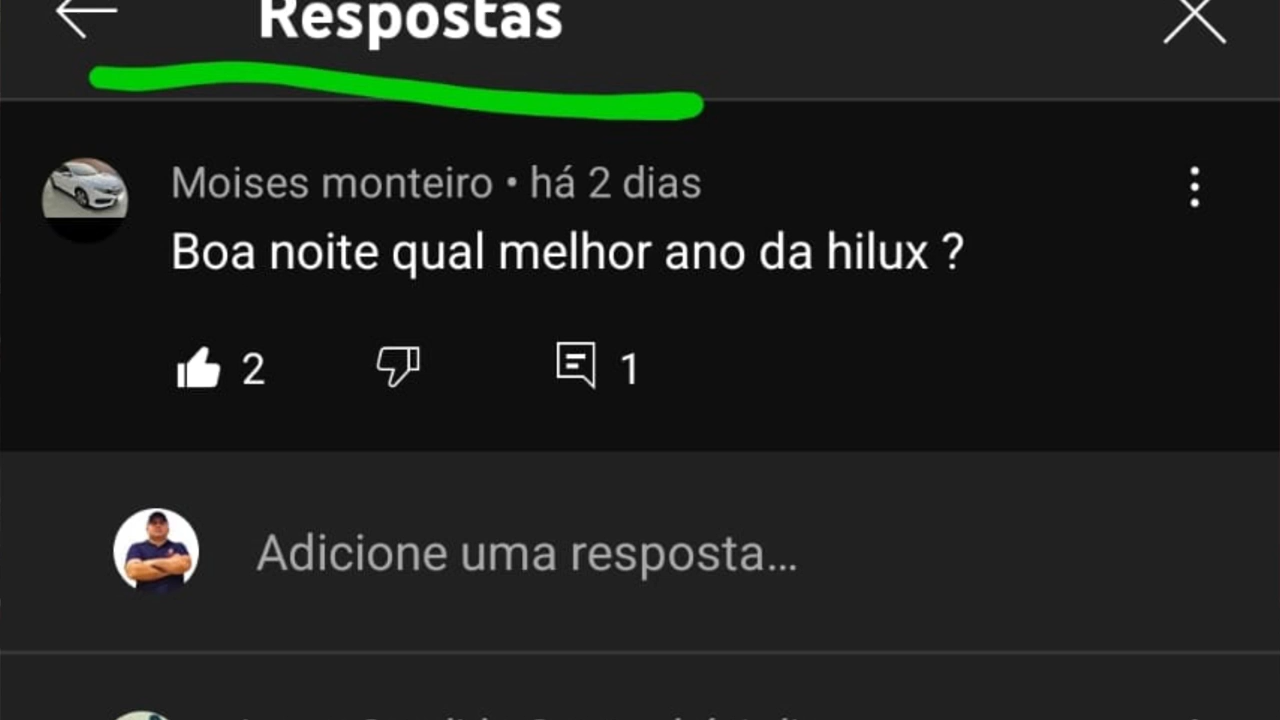 Respostas
Moises monteiro • há 2 dias
Boa noite qual melhor ano da hilux ?
2 1
Adicione uma resposta...